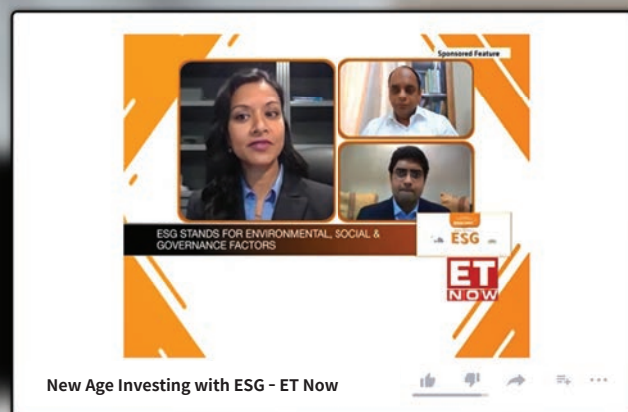 Sponsored Feature
ESG STANDS FOR ENVIRONMENTAL, SOCIAL &
GOVERNANCE FACTORS
ESG
ET
NOW
New Age Investing with ESG - ET Now